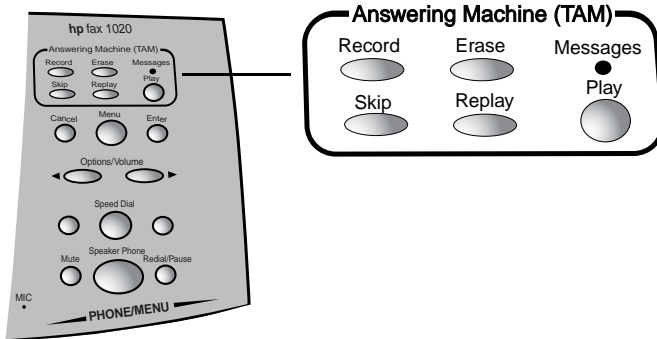 hp fax 1020
Answering Machine (TAM)
Record Erase Messages
Skip Replay Play
Cancel Menu Enter
Options/Volume
Speed Dial
Mute Speaker Phone Redial/Pause
MIC
PHONE/MENU
Answering Machine (TAM)
Record Erase Messages
Skip Replay Play